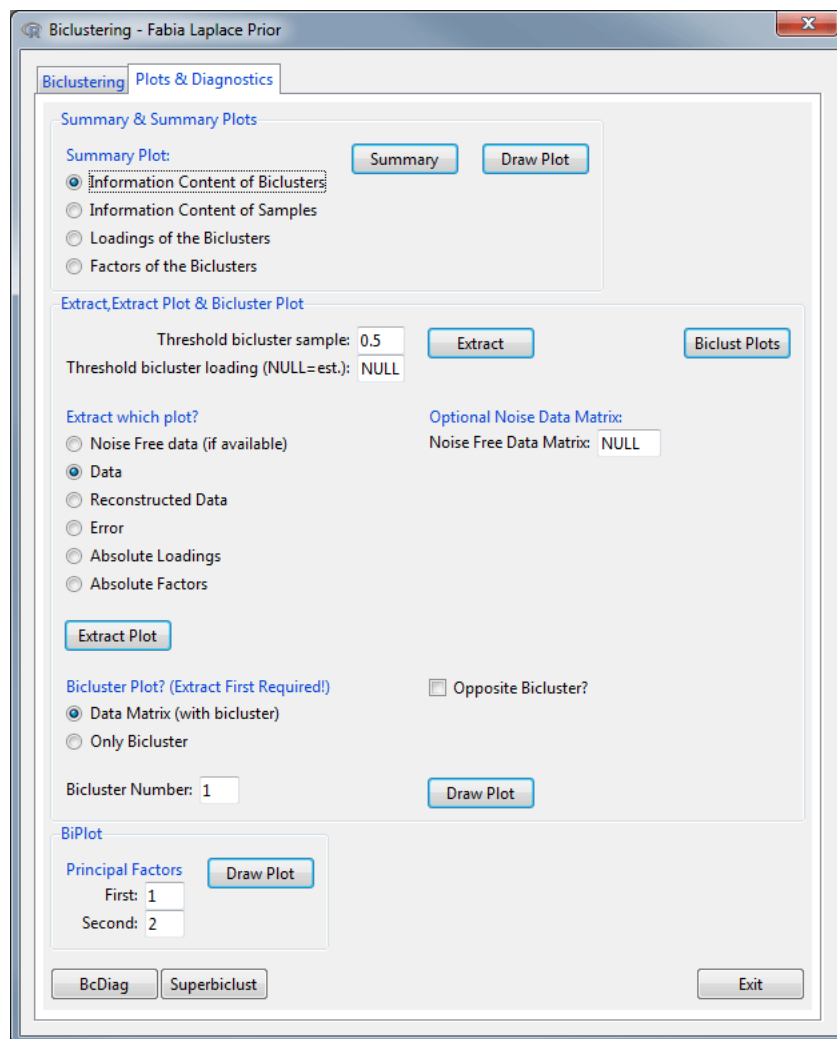 Biclustering - Fabia Laplace Prior
Biclustering Plots & Diagnostics
Summary & Summary Plots
Summary Plot: Summary Draw Plot
Information Content of Biclusters
Information Content of Samples
Loadings of the Biclusters
Factors of the Biclusters
Extract,Extract Plot & Bicluster Plot
Threshold bicluster sample: 0.5 Extract Biclust Plots
Threshold bicluster loading (NULL=est.): NULL
Extract which plot? Optional Noise Data Matrix:
Noise Free data (if available) Noise Free Data Matrix: NULL
Data
Reconstructed Data
Error
Absolute Loadings
Absolute Factors
Extract Plot
Bicluster Plot? (Extract First Required!) Opposite Bicluster?
Data Matrix (with bicluster)
Only Bicluster
Bicluster Number: 1 Draw Plot
BiPlot
Principal Factors Draw Plot
First: 1
Second: 2
BcDiag Superbiclust Exit